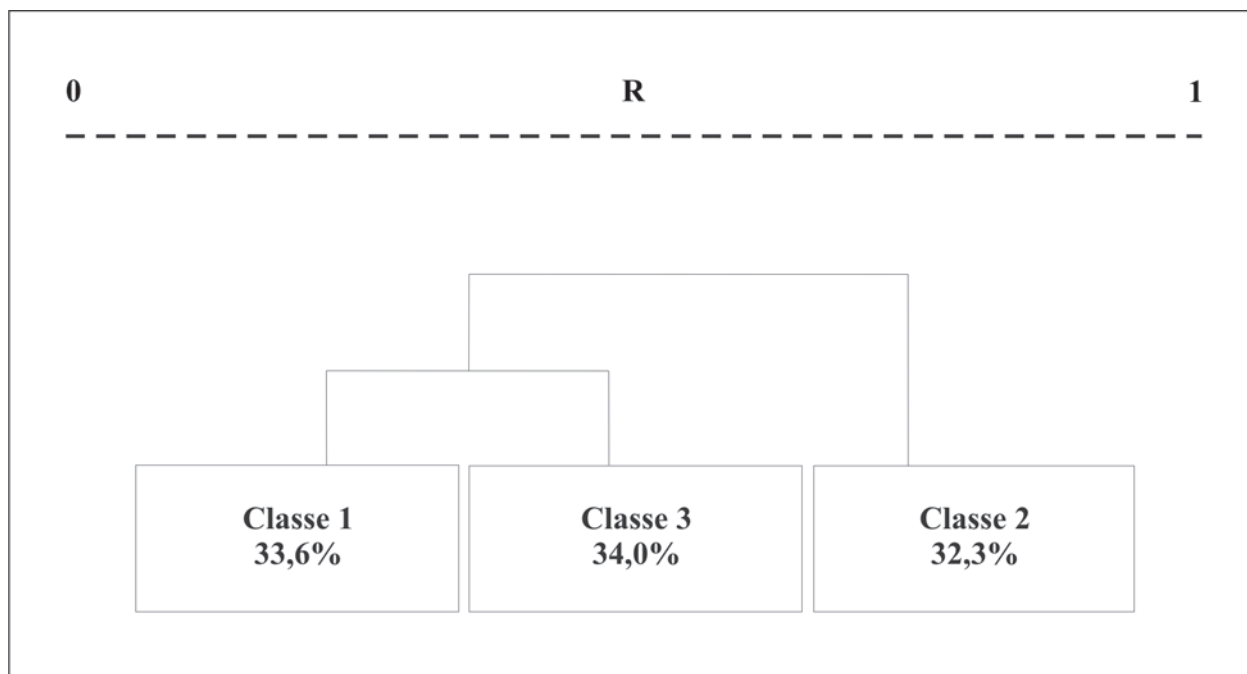 0 R 1
Classe 1
33,6%
Classe 3
34,0%
Classe 2
32,3%